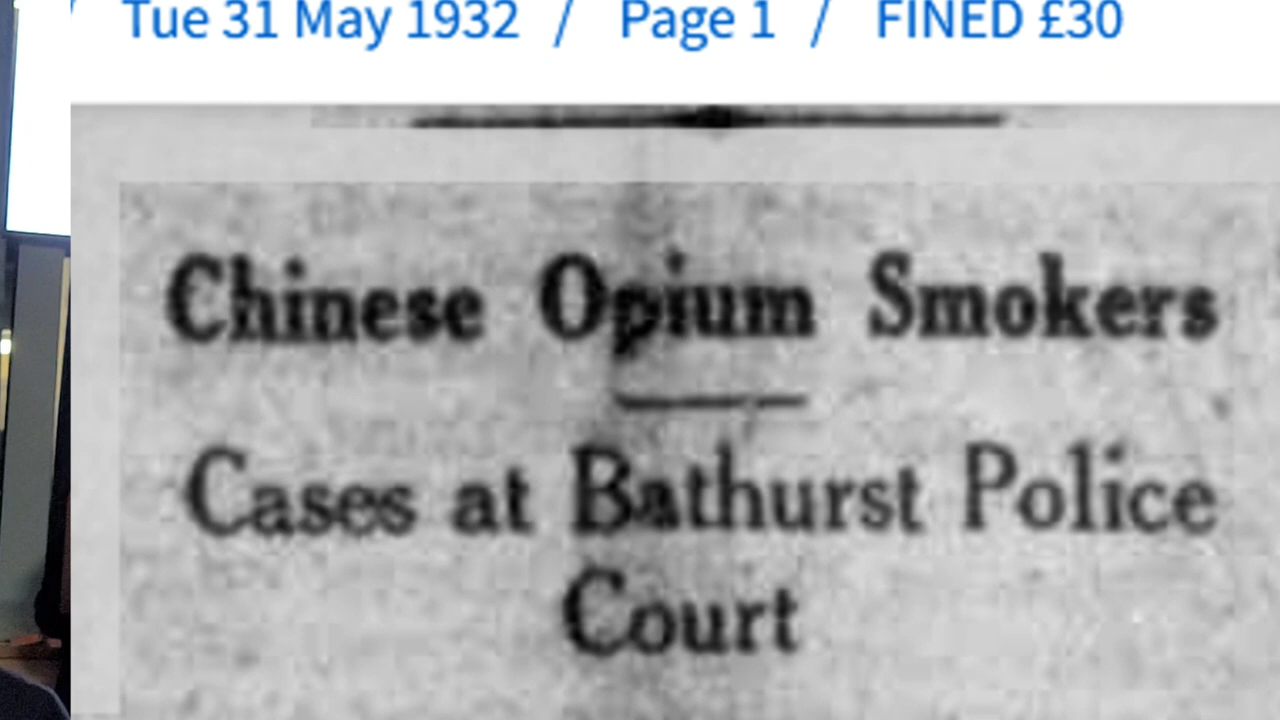 / Tue 31 May 1932 / Page 1 / FINED £30
Chinese Opium Smokers
Cases at Bathurst Police
Court